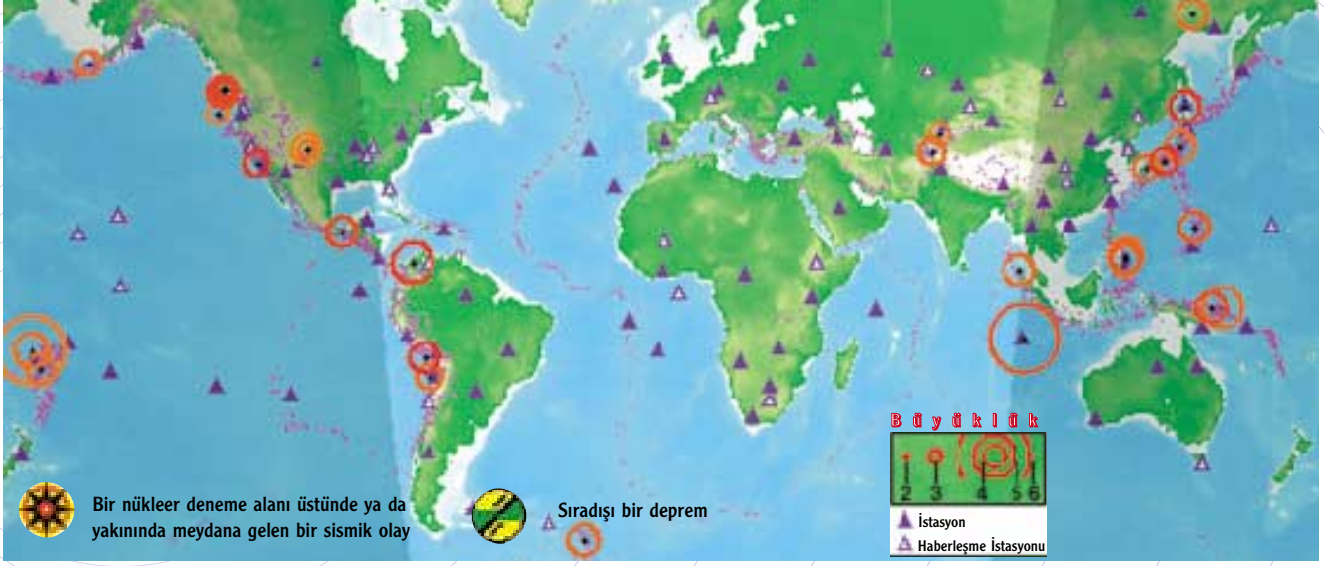 Büyüklük
2 3 4 5 6
İstasyon
Haberleşme İstasyonu
Bir nükleer deneme alanı üstünde ya da
yakınında meydana gelen bir sismik olay
Sıradışı bir deprem